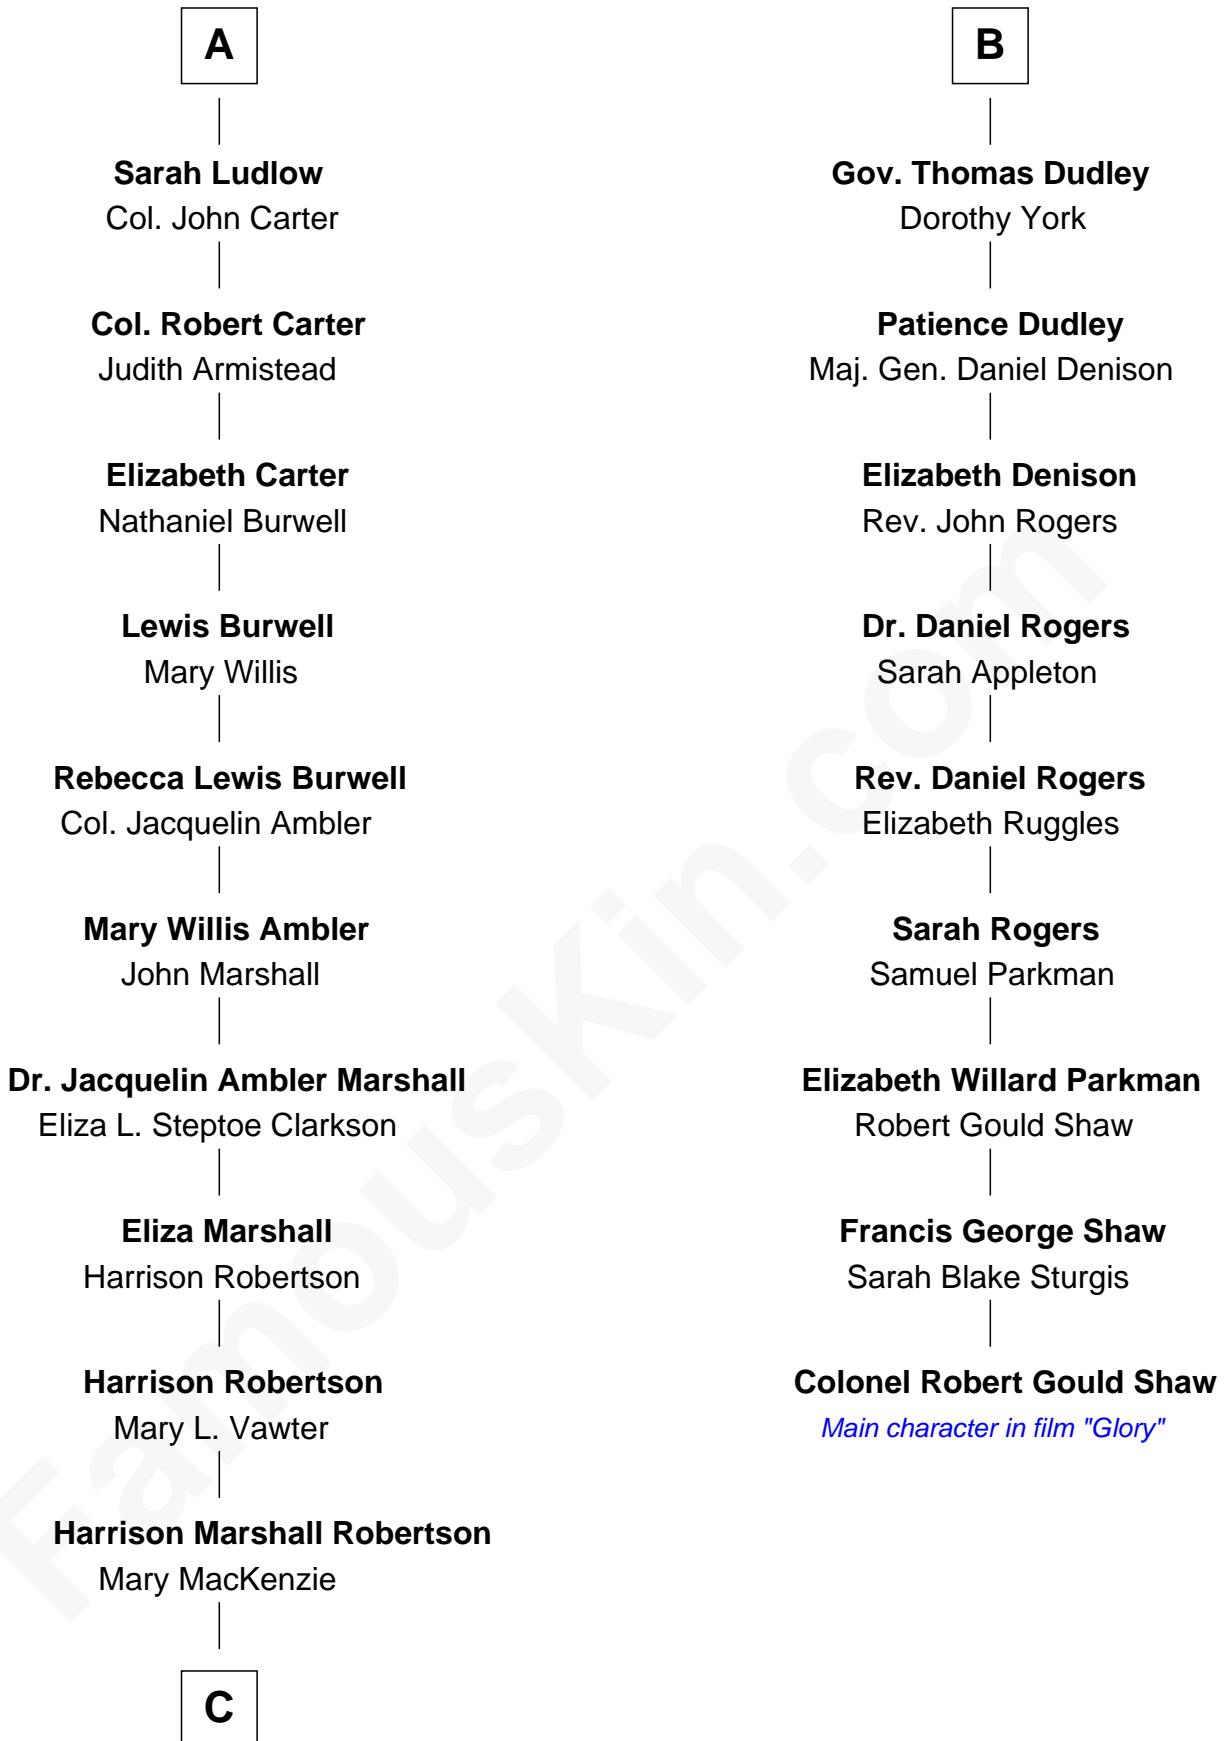 A
Sarah Ludlow
Col. John Carter
Col. Robert Carter
Judith Armistead
Elizabeth Carter
Nathaniel Burwell
Lewis Burwell
Mary Willis
Rebecca Lewis Burwell
Col. Jacquelin Ambler
Mary Willis Ambler
John Marshall
Dr. Jacquelin Ambler Marshall
Eliza L. Steptoe Clarkson
Eliza Marshall
Harrison Robertson
Harrison Robertson
Mary L. Vawter
Harrison Marshall Robertson
Mary MacKenzie
C
B
Gov. Thomas Dudley
Dorothy York
Patience Dudley
Maj. Gen. Daniel Denison
Elizabeth Denison
Rev. John Rogers
Dr. Daniel Rogers
Sarah Appleton
Rev. Daniel Rogers
Elizabeth Ruggles
Sarah Rogers
Samuel Parkman
Elizabeth Willard Parkman
Robert Gould Shaw
Francis George Shaw
Sarah Blake Sturgis
Colonel Robert Gould Shaw
Main character in film "Glory"
FamousKin.com